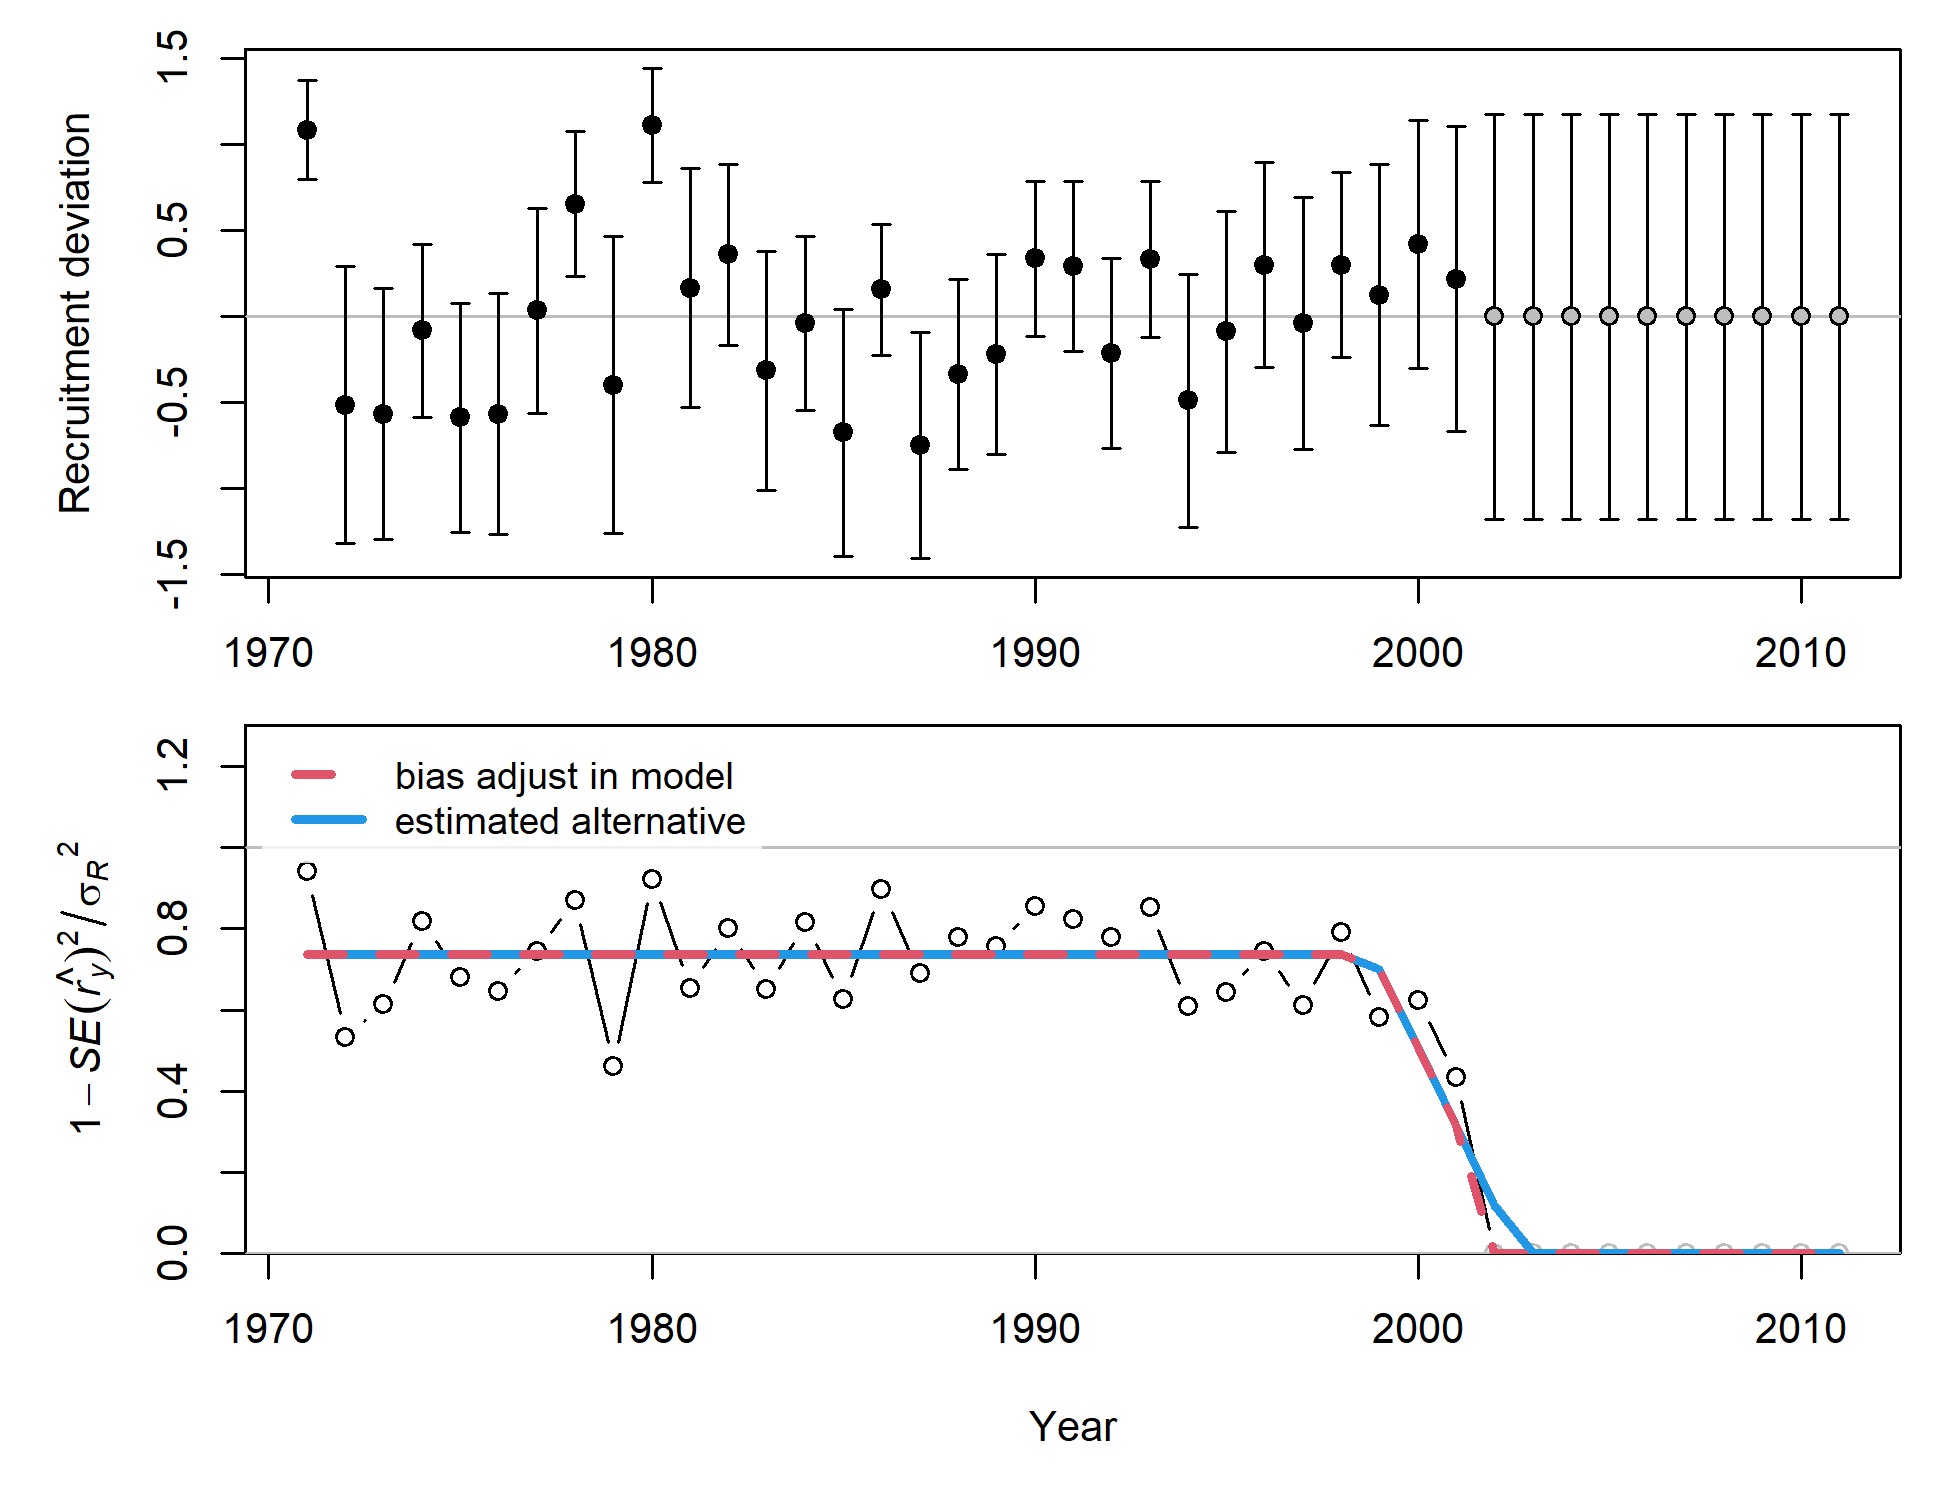 Recruitment deviation
1.5
0.5
-0.5
-1.5
1970 1980 1990 2000 2010
bias adjust in model
estimated alternative
1 − SE(r̂_y)² / σ_R²
1.2
0.8
0.4
0.0
1970 1980 1990 2000 2010
Year